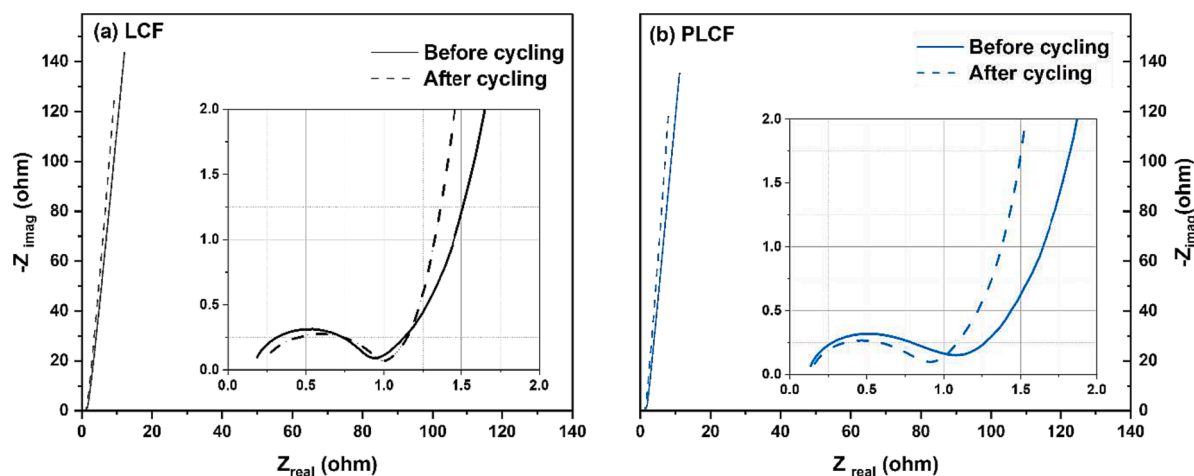 (a) LCF
Before cycling
After cycling
140
120
100
80
60
40
20
0
-Z imag (ohm)
2.0
1.5
1.0
0.5
0.0
0.0 0.5 1.0 1.5 2.0
0 20 40 60 80 100 120 140
Zreal (ohm)
(b) PLCF
Before cycling
After cycling
2.0
1.5
1.0
0.5
0.0
0.0 0.5 1.0 1.5 2.0
140
120
100
80
60
40
20
0
-Zimag(ohm)
0 20 40 60 80 100 120 140
Z real (ohm)